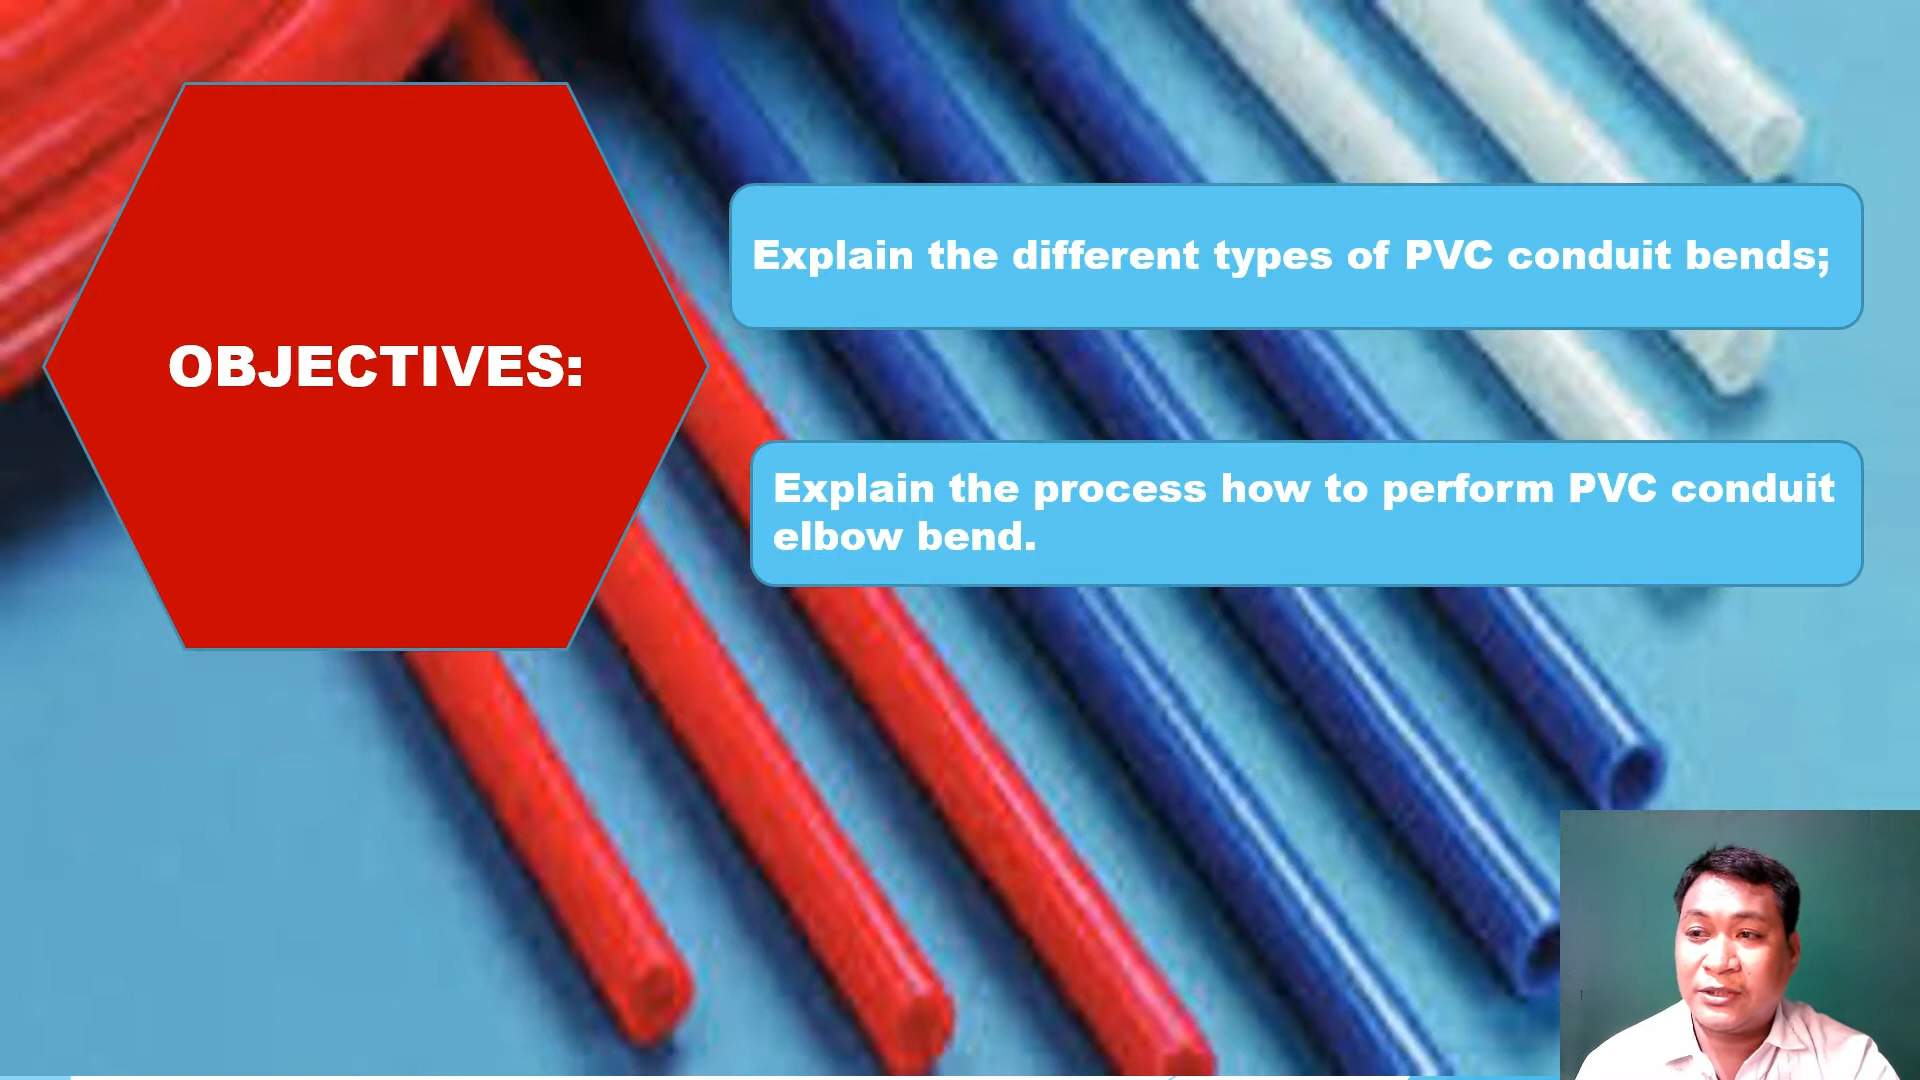 OBJECTIVES:
Explain the different types of PVC conduit bends;
Explain the process how to perform PVC conduit
elbow bend.